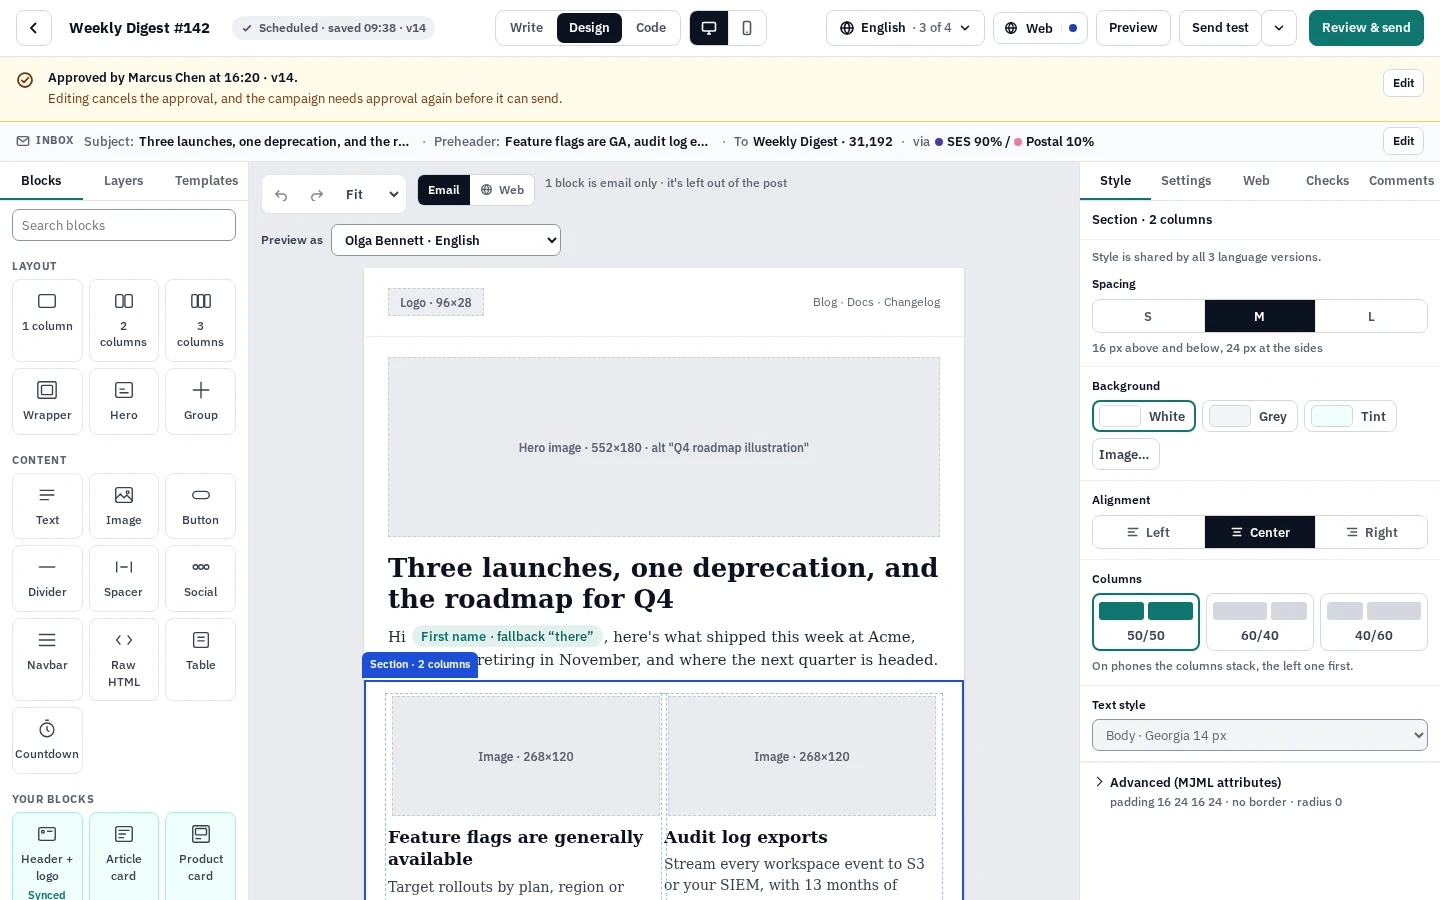 Weekly Digest #142
Scheduled · saved 09:38 · v14
Write
Design
Code
English · 3 of 4
Web
Preview
Send test
Review & send
Approved by Marcus Chen at 16:20 · v14.
Editing cancels the approval, and the campaign needs approval again before it can send.
Edit
INBOX Subject: Three launches, one deprecation, and the r... · Preheader: Feature flags are GA, audit log e... · To Weekly Digest · 31,192 · via SES 90% / Postal 10%
Edit
Blocks
Layers
Templates
Search blocks
LAYOUT
1 column
2
columns
3
columns
Wrapper
Hero
Group
CONTENT
Text
Image
Button
Divider
Spacer
Social
Navbar
Raw
HTML
Table
Countdown
YOUR BLOCKS
Header +
logo
Synced
Article
card
Product
card
Fit
Email
Web
1 block is email only · it's left out of the post
Preview as
Olga Bennett · English
Logo · 96×28
Blog · Docs · Changelog
Hero image · 552×180 · alt "Q4 roadmap illustration"
Three launches, one deprecation, and
the roadmap for Q4
Hi First name · fallback “there” , here's what shipped this week at Acme,
retiring in November, and where the next quarter is headed.
Section · 2 columns
Image · 268×120
Image · 268×120
Feature flags are generally
available
Target rollouts by plan, region or
Audit log exports
Stream every workspace event to S3
or your SIEM, with 13 months of
Style
Settings
Web
Checks
Comments
Section · 2 columns
Style is shared by all 3 language versions.
Spacing
S
M
L
16 px above and below, 24 px at the sides
Background
White
Grey
Tint
Image...
Alignment
Left
Center
Right
Columns
50/50
60/40
40/60
On phones the columns stack, the left one first.
Text style
Body · Georgia 14 px
Advanced (MJML attributes)
padding 16 24 16 24 · no border · radius 0